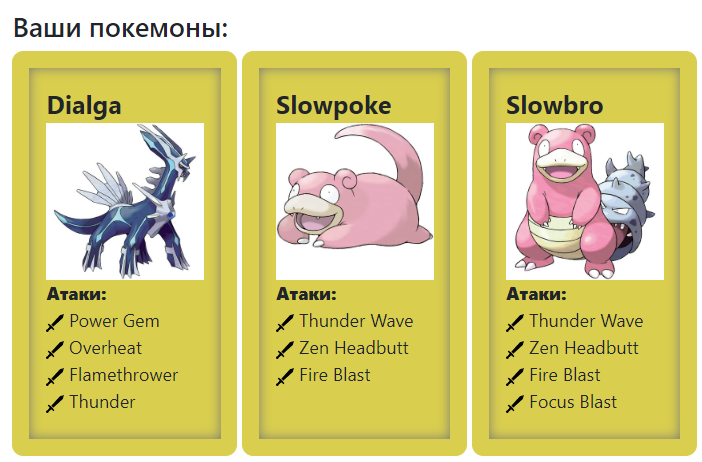 Ваши покемоны:
Dialga
Атаки:
Power Gem
Overheat
Flamethrower
Thunder
Slowpoke
Атаки:
Thunder Wave
Zen Headbutt
Fire Blast
Slowbro
Атаки:
Thunder Wave
Zen Headbutt
Fire Blast
Focus Blast